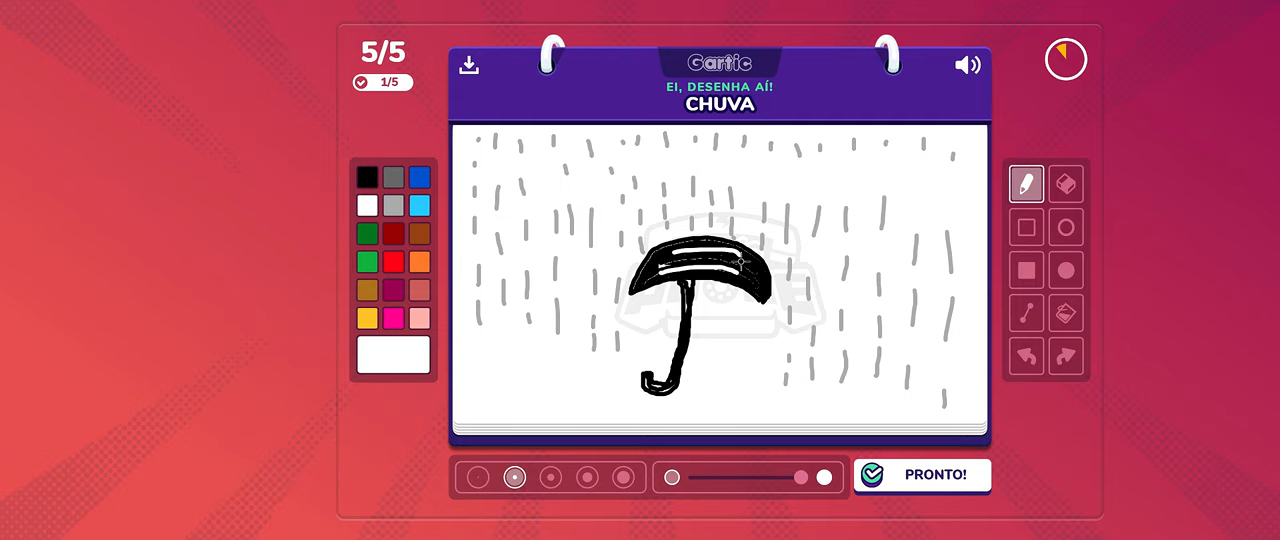 5/5
1/5
Gartic
EI, DESENHA AÍ!
CHUVA
PRONTO!